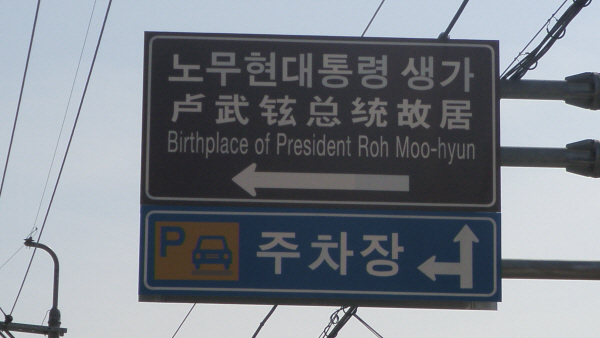 노무현대통령 생가
卢武铉总统故居
Birthplace of President Roh Moo-hyun
P 주차장